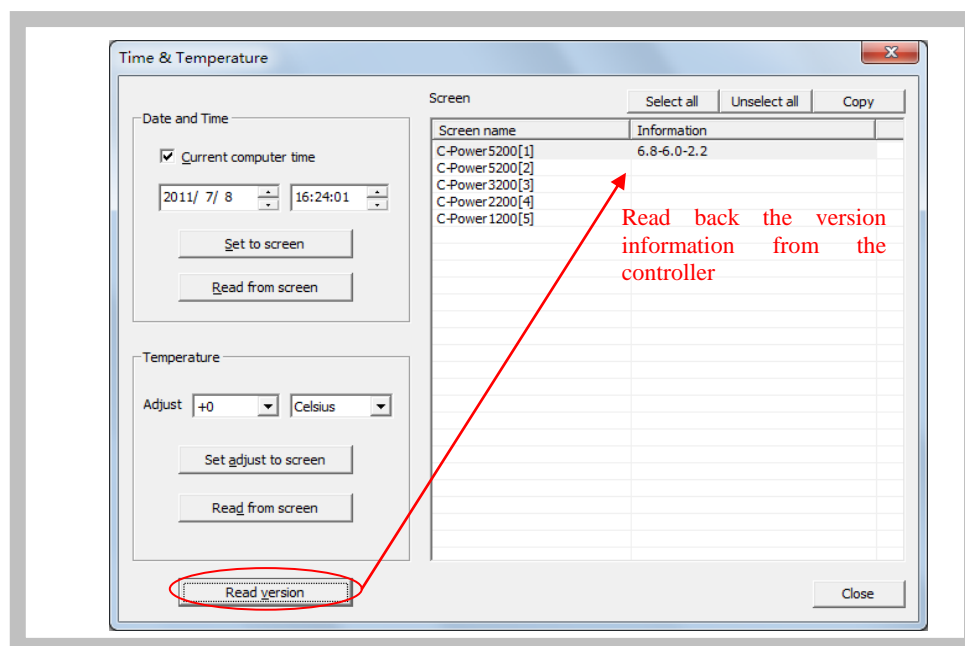 Time & Temperature
Screen
Select all
Unselect all
Copy
Date and Time
Current computer time
2011/ 7/ 8
16:24:01
Set to screen
Read from screen
Temperature
Adjust
+0
Celsius
Set adjust to screen
Read from screen
Read version
Screen name
Information
C-Power5200[1]
6.8-6.0-2.2
C-Power5200[2]
C-Power3200[3]
C-Power2200[4]
C-Power1200[5]
Read back the version
information from the
controller
Close